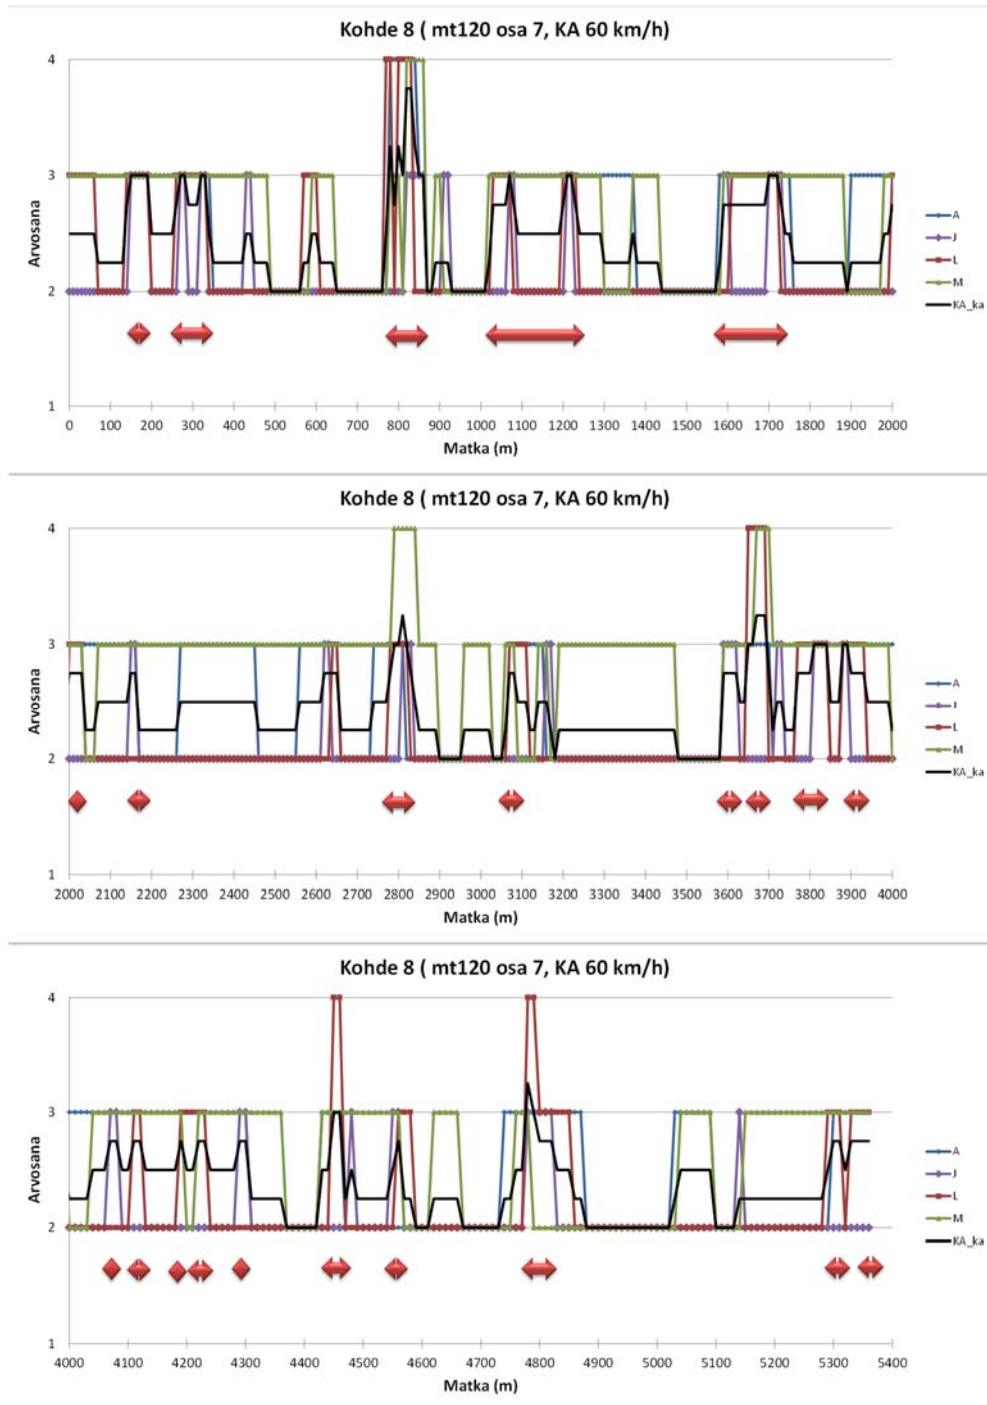 Kohde 8 ( mt120 osa 7, KA 60 km/h)
4
3
2
1
Arvosana
0 100 200 300 400 500 600 700 800 900 1000 1100 1200 1300 1400 1500 1600 1700 1800 1900 2000
Matka (m)
A
J
L
M
KA_ka
Kohde 8 ( mt120 osa 7, KA 60 km/h)
4
3
2
1
Arvosana
2000 2100 2200 2300 2400 2500 2600 2700 2800 2900 3000 3100 3200 3300 3400 3500 3600 3700 3800 3900 4000
Matka (m)
A
J
L
M
KA_ka
Kohde 8 ( mt120 osa 7, KA 60 km/h)
4
3
2
1
Arvosana
4000 4100 4200 4300 4400 4500 4600 4700 4800 4900 5000 5100 5200 5300 5400
Matka (m)
A
J
L
M
KA_ka